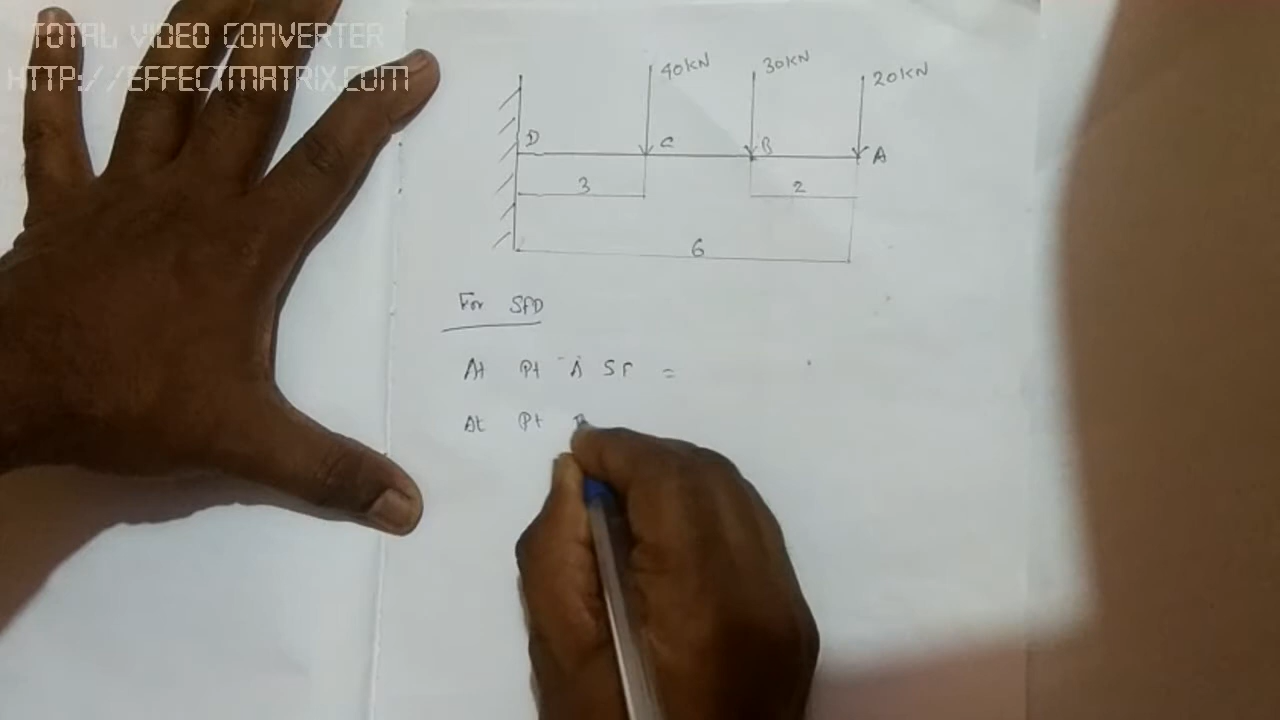 TOTAL VIDEO CONVERTER
HTTP://EFFECTMATRIX.COM
40KN
30KN
20KN
D
C
B
A
3
2
6
For SFD
At Pt A SF =
At Pt B